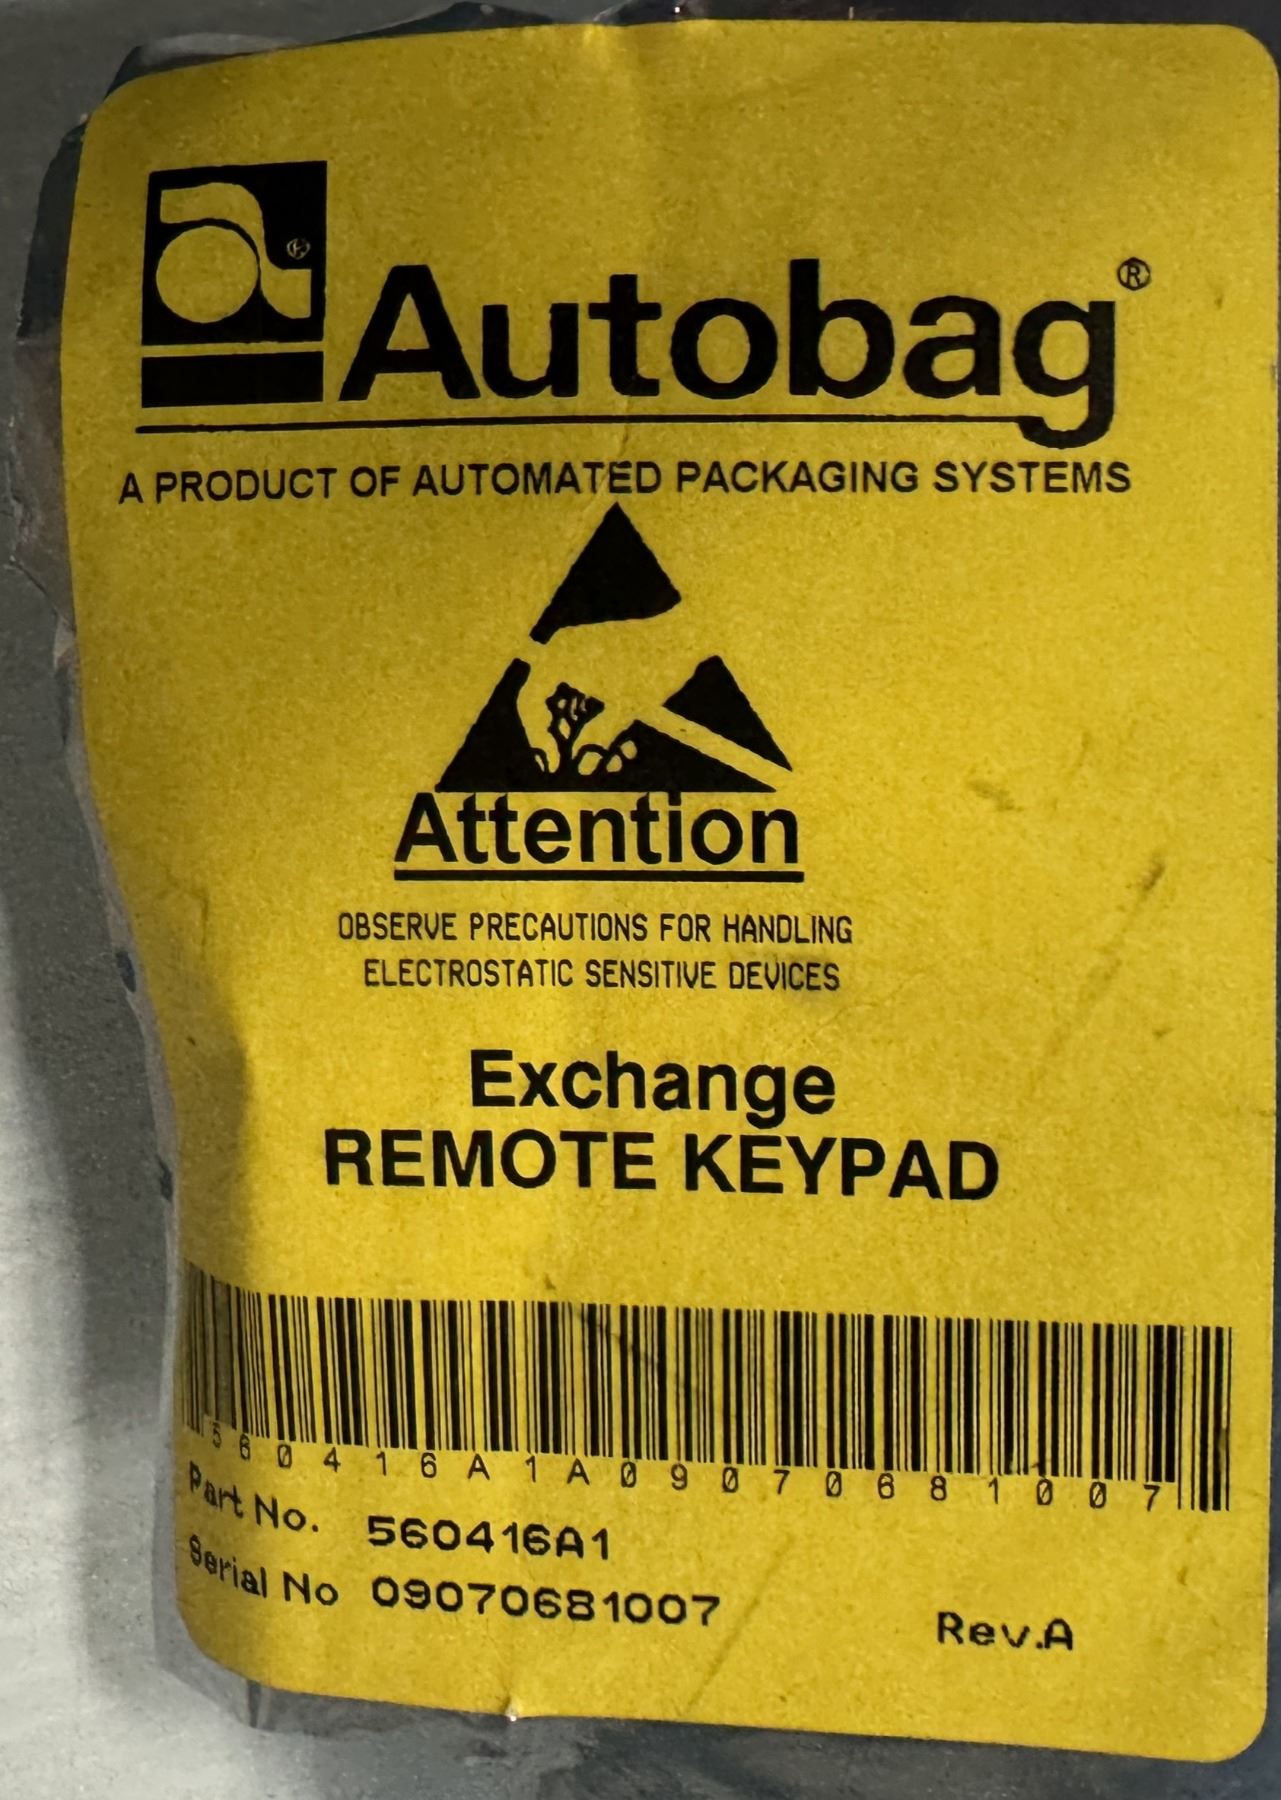 Autobag®
A PRODUCT OF AUTOMATED PACKAGING SYSTEMS
Attention
OBSERVE PRECAUTIONS FOR HANDLING
ELECTROSTATIC SENSITIVE DEVICES
Exchange
REMOTE KEYPAD
560416A1A09070681007
Part No. 560416A1
Serial No 09070681007
Rev.A